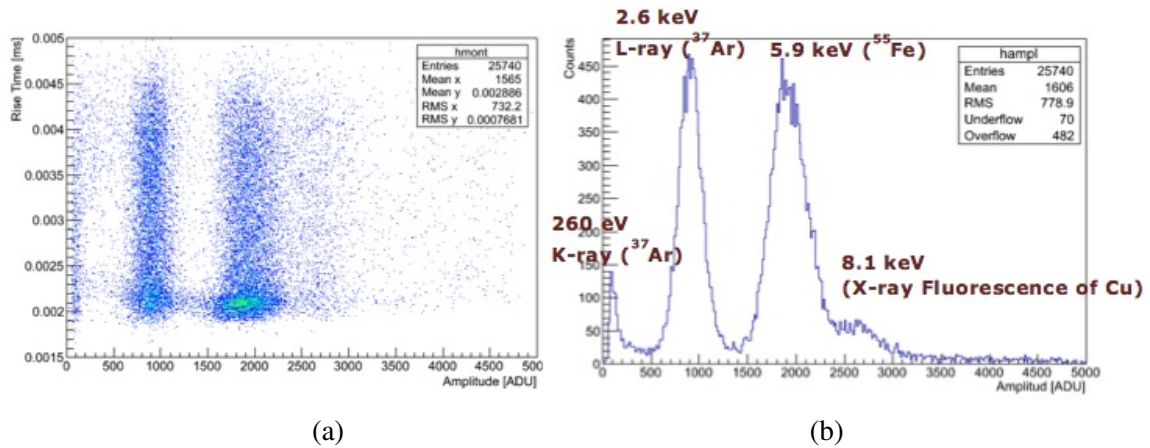 0.005
0.0045
0.004
0.0035
0.003
0.0025
0.002
0.0015
Rise Time [ms]
hmont
Entries 25740
Mean x 1565
Mean y 0.002886
RMS x 732.2
RMS y 0.0007681
0 500 1000 1500 2000 2500 3000 3500 4000 4500 5000
Amplitude [ADU]
(a)
2.6 keV
L-ray (³⁷Ar)
5.9 keV (⁵⁵Fe)
Counts
450
400
350
300
250
200
150
100
50
0
260 eV
K-ray (³⁷Ar)
8.1 keV
(X-ray Fluorescence of Cu)
hampl
Entries 25740
Mean 1606
RMS 778.9
Underflow 70
Overflow 482
0 500 1000 1500 2000 2500 3000 3500 4000 4500 5000
Amplitud [ADU]
(b)